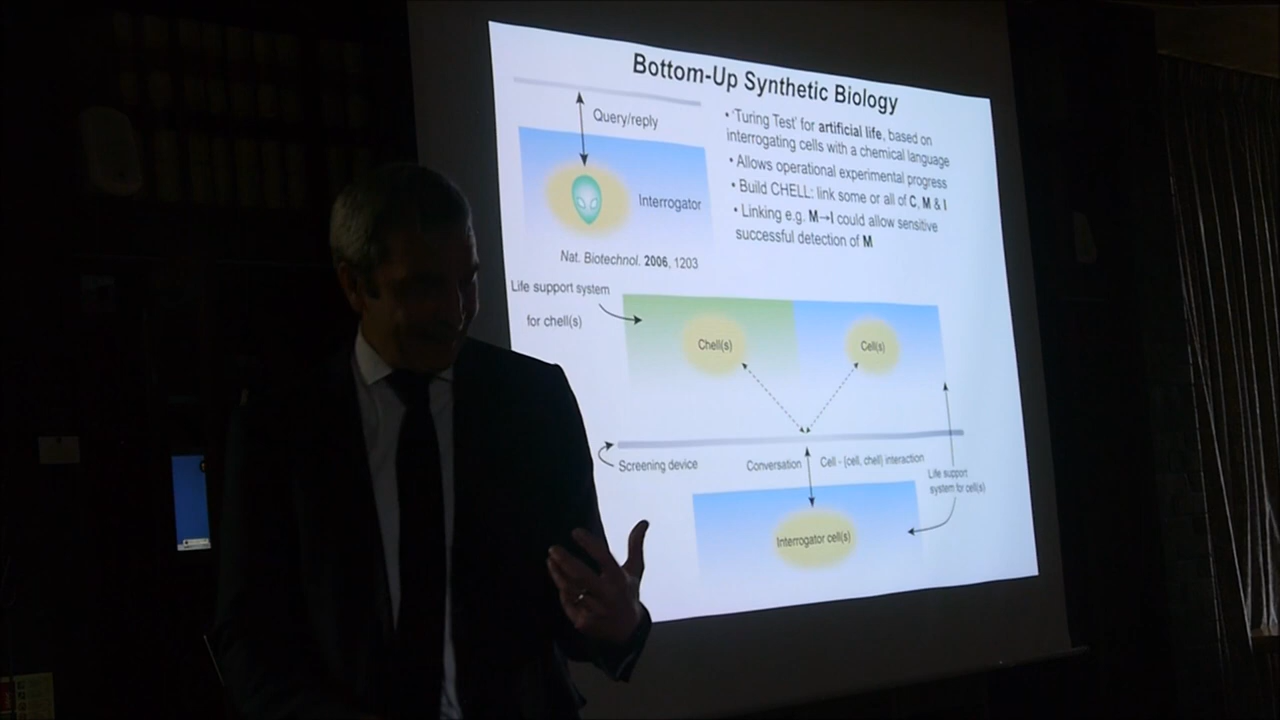 Bottom-Up Synthetic Biology
Query/reply
Interrogator
Nat. Biotechnol. 2006, 1203
• 'Turing Test' for artificial life, based on
interrogating cells with a chemical language
• Allows operational experimental progress
• Build CHELL: link some or all of C, M & I
• Linking e.g. M→I could allow sensitive
successful detection of M
Life support system
for chell(s)
Chell(s)
Cell(s)
Screening device
Conversation
Cell - {cell, chell} interaction
Life support
system for cell(s)
Interrogator cell(s)